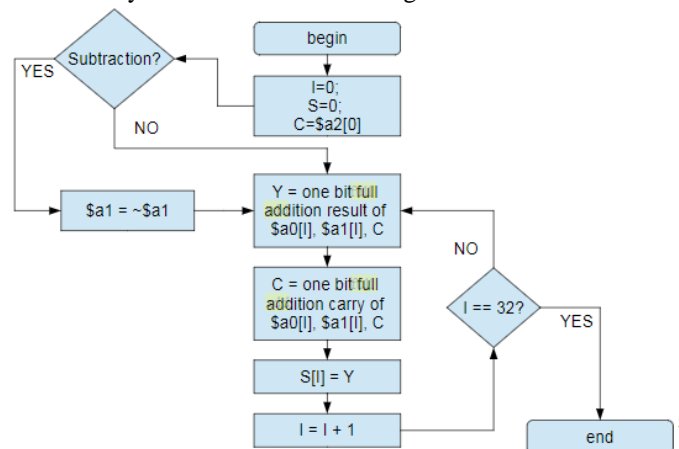 begin
I=0;
S=0;
C=$a2[0]
Subtraction?
YES
NO
$a1 = ~$a1
Y = one bit full
addition result of
$a0[I], $a1[I], C
C = one bit full
addition carry of
$a0[I], $a1[I], C
S[I] = Y
I = I + 1
NO
I == 32?
YES
end